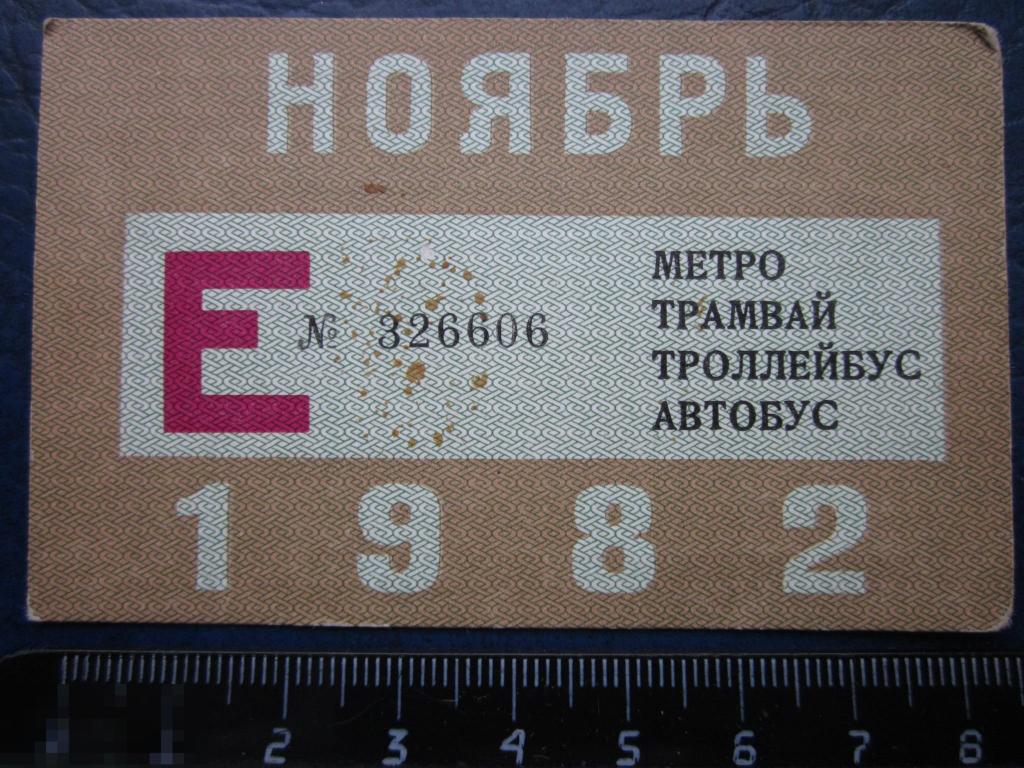 НОЯБРЬ
Е № 326606
МЕТРО
ТРАМВАЙ
ТРОЛЛЕЙБУС
АВТОБУС
1982
2 3 4 5 6 7 8